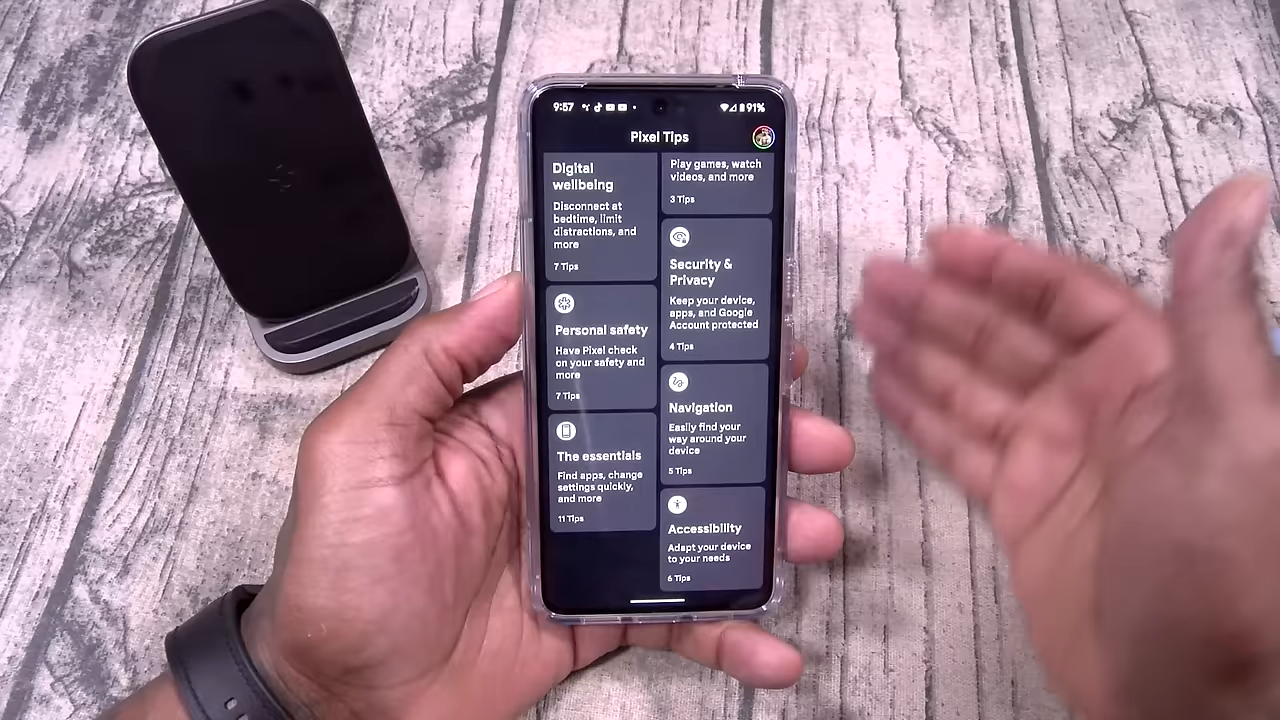 9:57
91%
Pixel Tips
Digital
wellbeing
Disconnect at
bedtime, limit
distractions, and
more
7 Tips
Personal safety
Have Pixel check
on your safety and
more
7 Tips
The essentials
Find apps, change
settings quickly,
and more
11 Tips
Play games, watch
videos, and more
3 Tips
Security &
Privacy
Keep your device,
apps, and Google
Account protected
4 Tips
Navigation
Easily find your
way around your
device
5 Tips
Accessibility
Adapt your device
to your needs
6 Tips